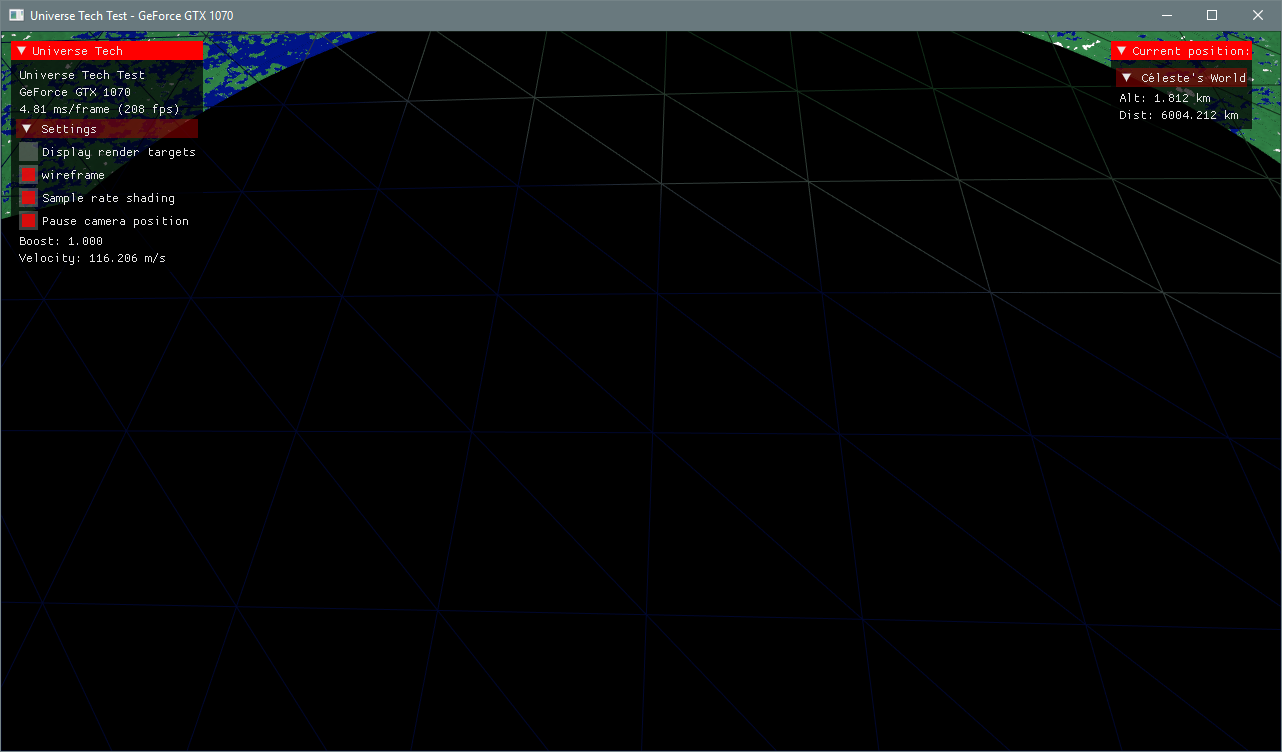 Universe Tech Test - GeForce GTX 1070
Universe Tech
Universe Tech Test
GeForce GTX 1070
4.81 ms/frame (208 fps)
Settings
Display render targets
wireframe
Sample rate shading
Pause camera position
Boost: 1.000
Velocity: 116.206 m/s
Current position:
Céleste's World
Alt: 1.812 km
Dist: 6004.212 km